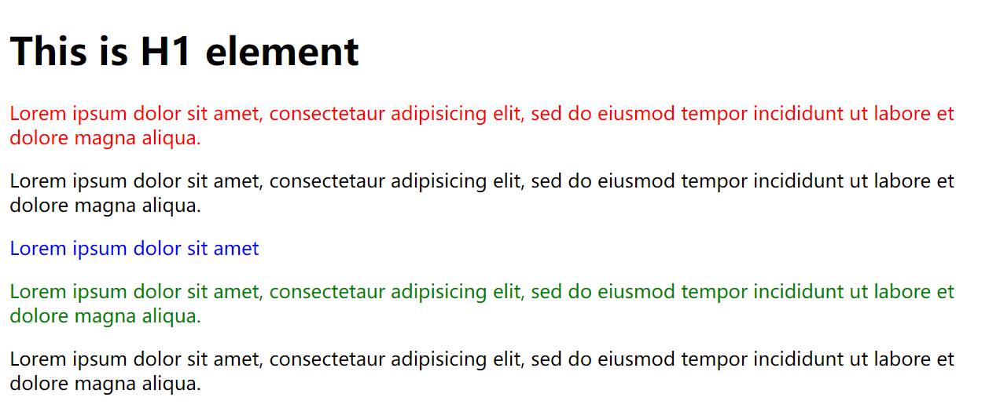 This is H1 element
Lorem ipsum dolor sit amet, consectetaur adipisicing elit, sed do eiusmod tempor incididunt ut labore et
dolore magna aliqua.
Lorem ipsum dolor sit amet, consectetaur adipisicing elit, sed do eiusmod tempor incididunt ut labore et
dolore magna aliqua.
Lorem ipsum dolor sit amet
Lorem ipsum dolor sit amet, consectetaur adipisicing elit, sed do eiusmod tempor incididunt ut labore et
dolore magna aliqua.
Lorem ipsum dolor sit amet, consectetaur adipisicing elit, sed do eiusmod tempor incididunt ut labore et
dolore magna aliqua.